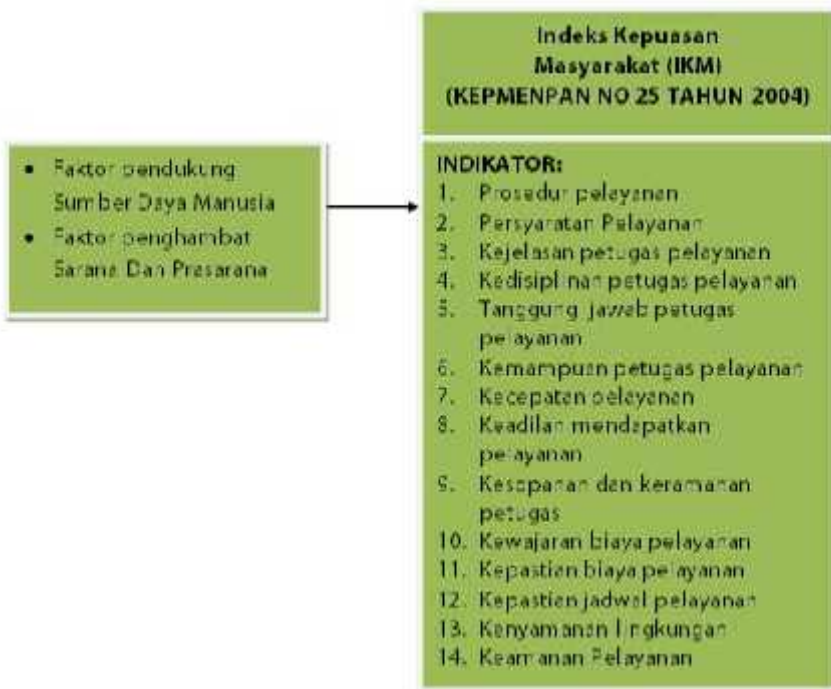 Indeks Kepuasan
Masyarakat (IKM)
(KEPMENPAN NO 25 TAHUN 2004)
• Faktor pendukung
Sumber Daya Manusia
• Faktor penghambat
Sarana Dan Prasarana
INDIKATOR:
1. Prosedur pelayanan
2. Persyaratan Pelayanan
3. Kejelasan petugas pelayanan
4. Kedisiplinan petugas pelayanan
5. Tanggung jawab petugas
pelayanan
6. Kemampuan petugas pelayanan
7. Kecepatan pelayanan
8. Keadilan mendapatkan
pelayanan
9. Kesopanan dan keramanan
petugas
10. Kewajaran biaya pelayanan
11. Kepastian biaya pelayanan
12. Kepastian jadwal pelayanan
13. Kenyamanan lingkungan
14. Keamanan Pelayanan